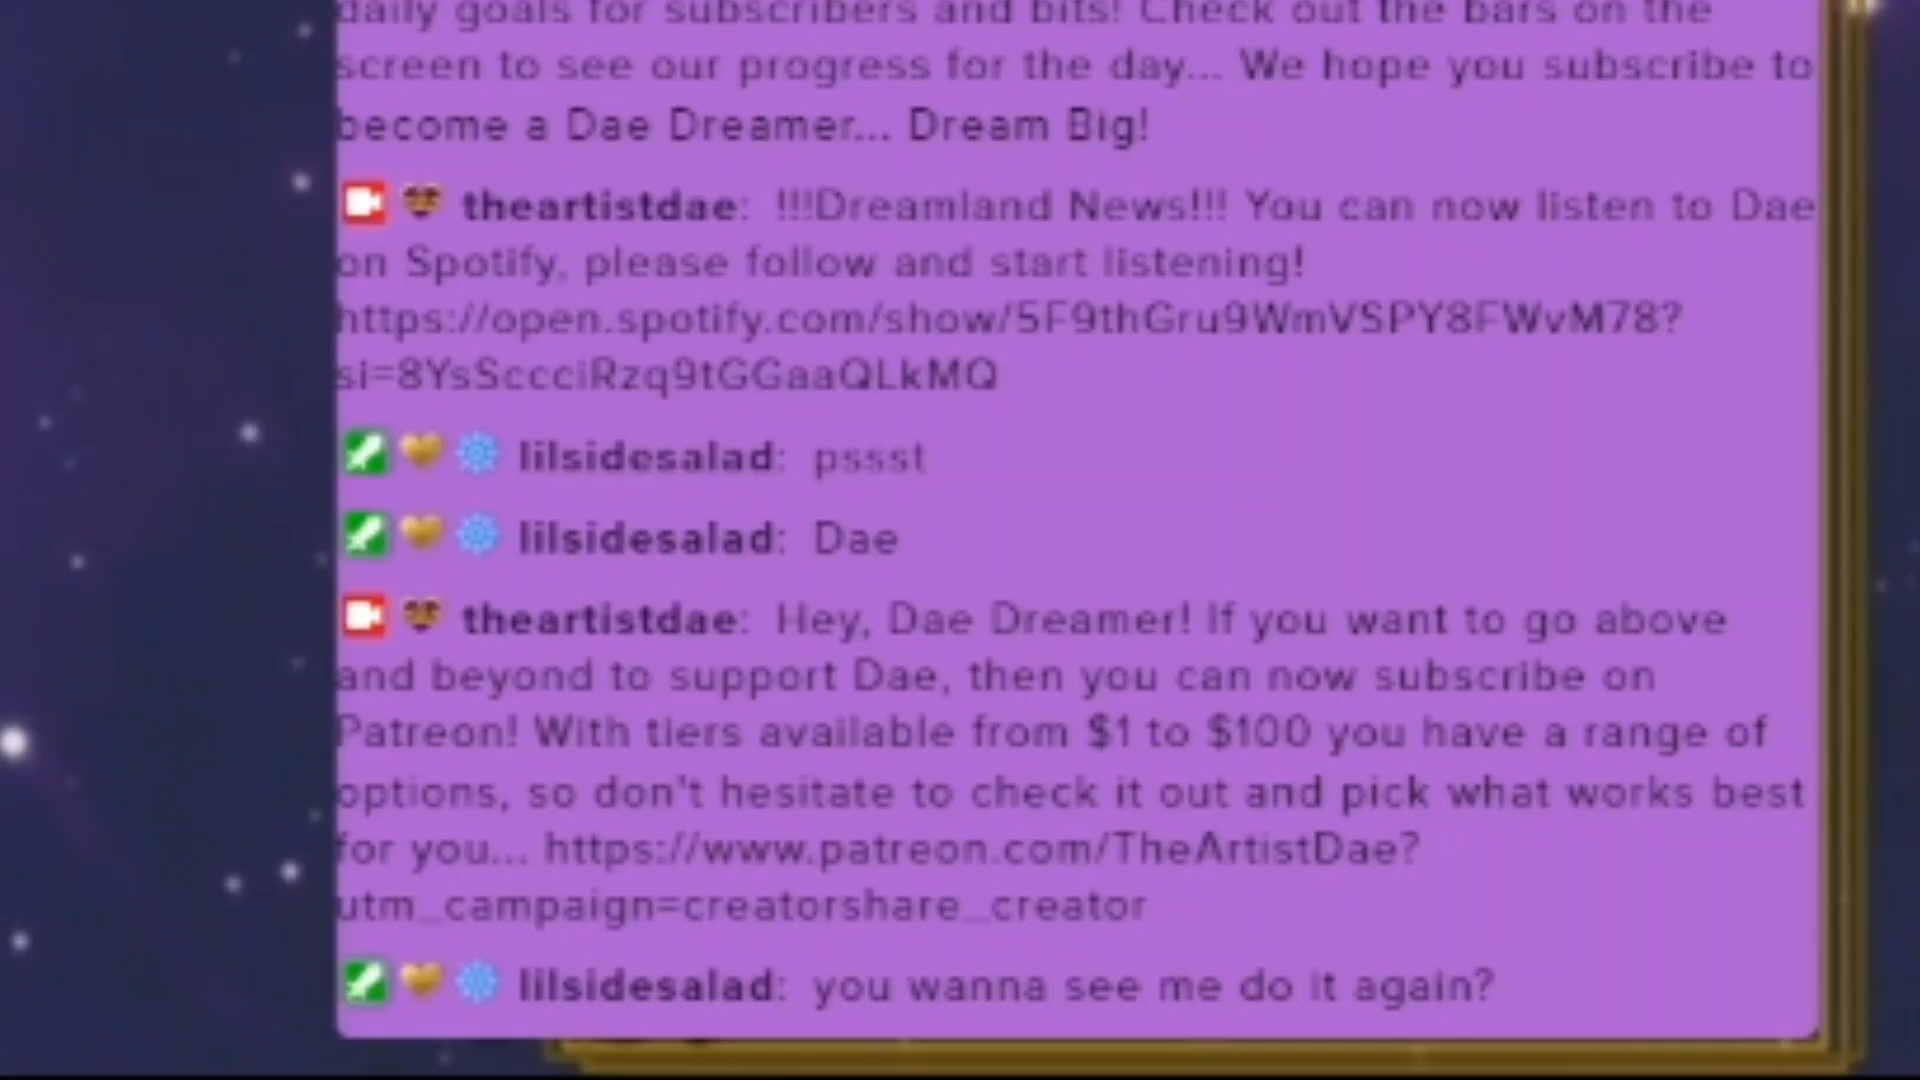 daily goals for subscribers and bits! Check out the bars on the
screen to see our progress for the day... We hope you subscribe to
become a Dae Dreamer... Dream Big!
theartistdae: !!!Dreamland News!!! You can now listen to Dae
on Spotify, please follow and start listening!
https://open.spotify.com/show/5F9thGru9WmVSPY8FWvM78?
si=8YsSccciRzq9tGGaaQLkMQ
lilsidesalad: pssst
lilsidesalad: Dae
theartistdae: Hey, Dae Dreamer! If you want to go above
and beyond to support Dae, then you can now subscribe on
Patreon! With tiers available from $1 to $100 you have a range of
options, so don't hesitate to check it out and pick what works best
for you... https://www.patreon.com/TheArtistDae?
utm_campaign=creatorshare_creator
lilsidesalad: you wanna see me do it again?